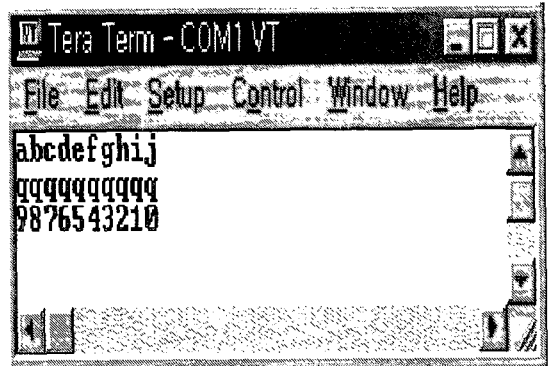 Tera Term - COM1 VT
File Edit Setup Control Window Help
abcdefghij
qqqqqqqqqq
9876543210